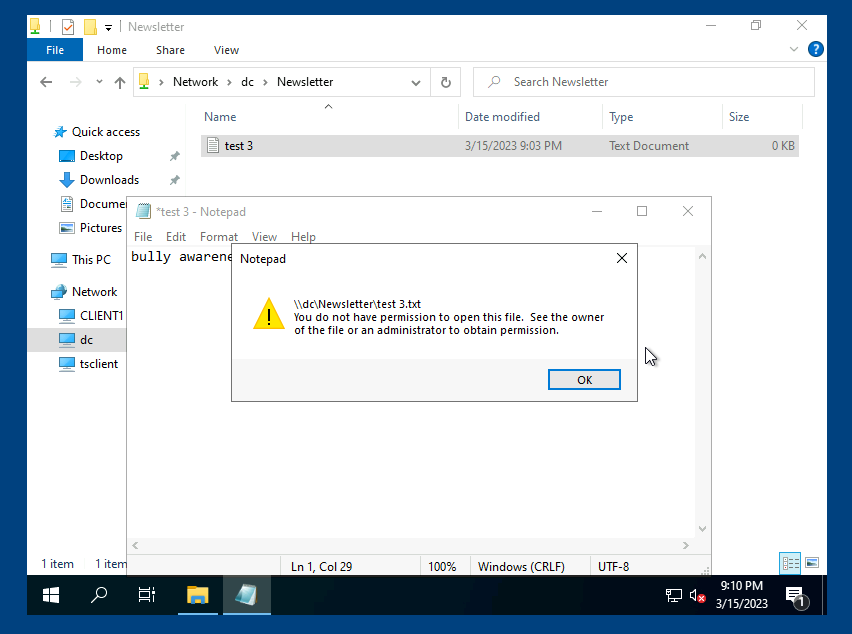 Newsletter
File Home Share View
Network dc Newsletter
Search Newsletter
Name Date modified Type Size
Quick access
test 3 3/15/2023 9:03 PM Text Document 0 KB
Desktop
Downloads
Docume
Pictures
This PC
Network
CLIENT1
dc
tsclient
1 item 1 item
*test 3 - Notepad
File Edit Format View Help
bully awarene
Notepad
\\dc\Newsletter\test 3.txt
You do not have permission to open this file. See the owner
of the file or an administrator to obtain permission.
OK
Ln 1, Col 29 100% Windows (CRLF) UTF-8
9:10 PM
3/15/2023
1